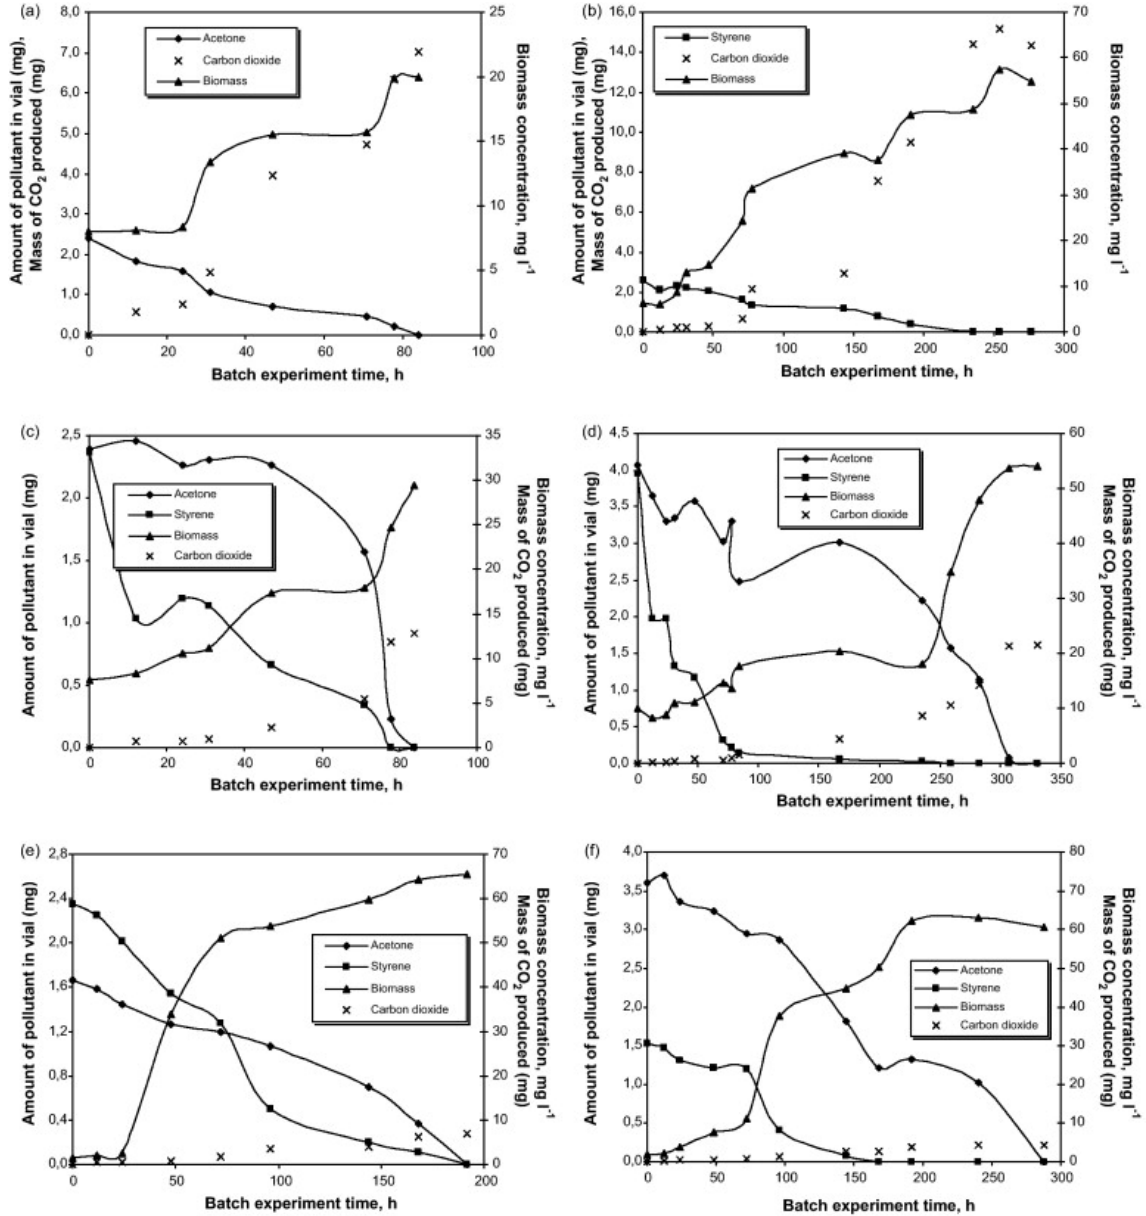 (a)
8,0
7,0
6,0
5,0
4,0
3,0
2,0
1,0
0,0
25
20
15
10
5
0
0
20
40
60
80
100
Acetone
Carbon dioxide
Biomass
Amount of pollutant in vial (mg),
Mass of CO2 produced (mg)
Biomass concentration, mg l-1
Batch experiment time, h
(b)
16,0
14,0
12,0
10,0
8,0
6,0
4,0
2,0
0,0
70
60
50
40
30
20
10
0
0
50
100
150
200
250
300
Styrene
Carbon dioxide
Biomass
Amount of pollutant in vial (mg),
Mass of CO2 produced (mg)
Biomass concentration, mg l-1
Batch experiment time, h
(c)
2,5
2,0
1,5
1,0
0,5
0,0
35
30
25
20
15
10
5
0
0
20
40
60
80
100
Acetone
Styrene
Biomass
Carbon dioxide
Amount of pollutant in vial (mg)
Biomass concentration, mg l-1
Mass of CO2 produced (mg)
Batch experiment time, h
(d)
4,5
4,0
3,5
3,0
2,5
2,0
1,5
1,0
0,5
0,0
60
50
40
30
20
10
0
0
50
100
150
200
250
300
350
Acetone
Styrene
Biomass
Carbon dioxide
Amount of pollutant in vial (mg)
Biomass concentration, mg l-1
Mass of CO2 produced (mg)
Batch experiment time, h
(e)
2,8
2,4
2,0
1,6
1,2
0,8
0,4
0,0
70
60
50
40
30
20
10
0
0
50
100
150
200
Acetone
Styrene
Biomass
Carbon dioxide
Amount of pollutant in vial (mg)
Biomass concentration, mg l-1
Mass of CO2 produced (mg)
Batch experiment time, h
(f)
4,0
3,5
3,0
2,5
2,0
1,5
1,0
0,5
0,0
80
70
60
50
40
30
20
10
0
0
50
100
150
200
250
300
Acetone
Styrene
Biomass
Carbon dioxide
Amount of pollutant in vial (mg)
Biomass concentration, mg l-1
Mass of CO2 produced (mg)
Batch experiment time, h